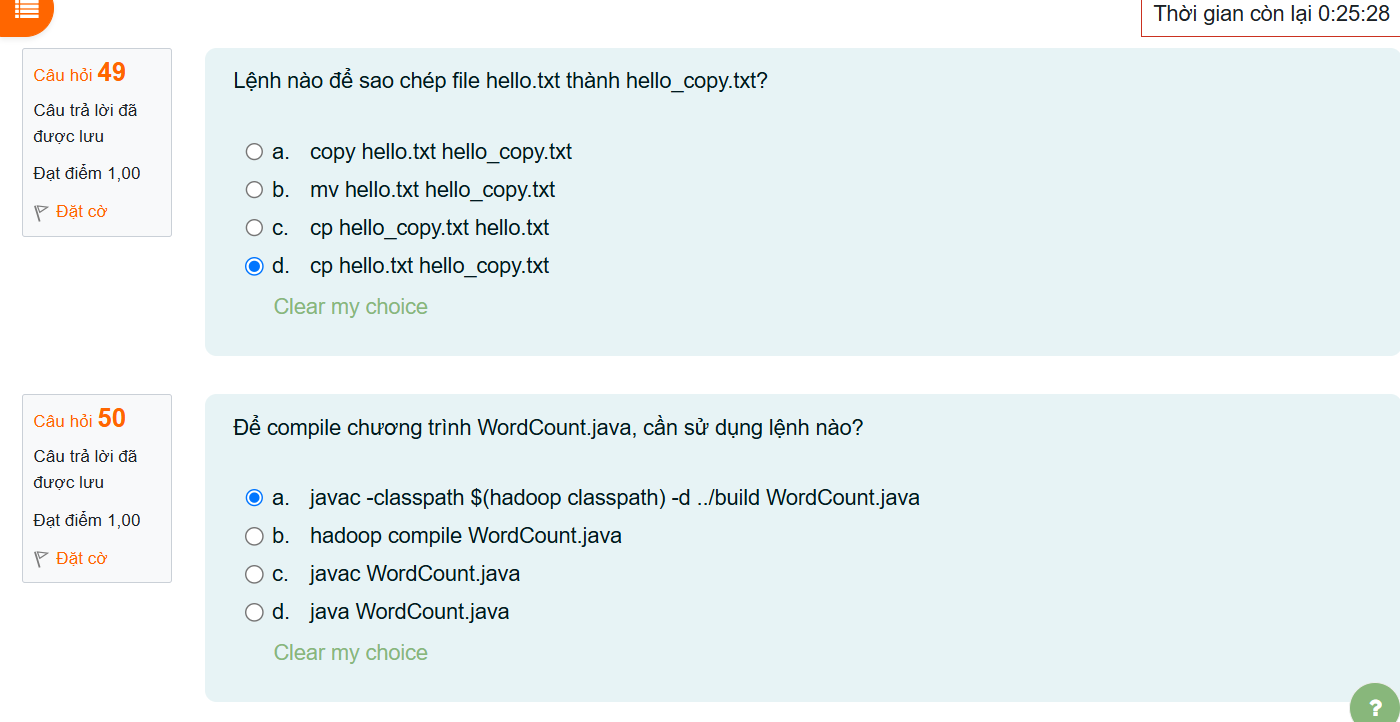 Thời gian còn lại 0:25:28
Câu hỏi 49
Câu trả lời đã
được lưu
Đạt điểm 1,00
Đặt cờ
Lệnh nào để sao chép file hello.txt thành hello_copy.txt?
a. copy hello.txt hello_copy.txt
b. mv hello.txt hello_copy.txt
c. cp hello_copy.txt hello.txt
d. cp hello.txt hello_copy.txt
Clear my choice
Câu hỏi 50
Câu trả lời đã
được lưu
Đạt điểm 1,00
Đặt cờ
Để compile chương trình WordCount.java, cần sử dụng lệnh nào?
a. javac -classpath $(hadoop classpath) -d ../build WordCount.java
b. hadoop compile WordCount.java
c. javac WordCount.java
d. java WordCount.java
Clear my choice
?